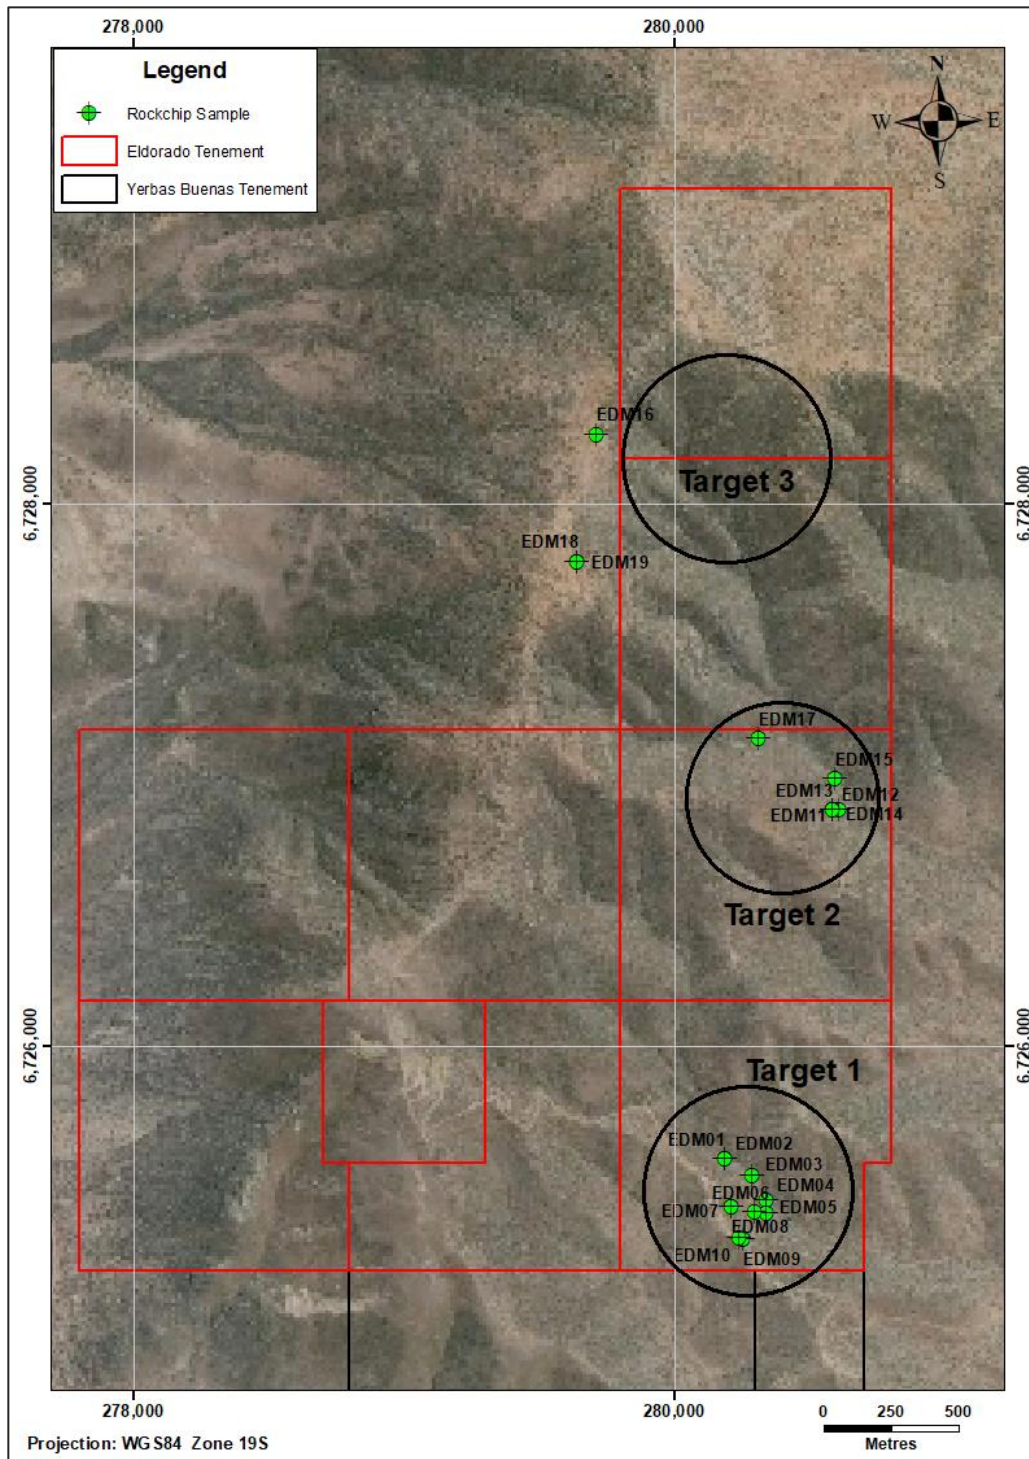 278,000
280,000
Legend
Rockchip Sample
Eldorado Tenement
Yerbas Buenas Tenement
N
W
E
S
EDM16
Target 3
6,728,000
6,728,000
EDM18
EDM19
EDM17
EDM15
EDM13
EDM12
EDM11
EDM14
Target 2
6,726,000
6,726,000
Target 1
EDM01
EDM02
EDM03
EDM06
EDM04
EDM07
EDM05
EDM08
EDM10
EDM09
278,000
280,000
0 250 500
Metres
Projection: WGS84 Zone 19S